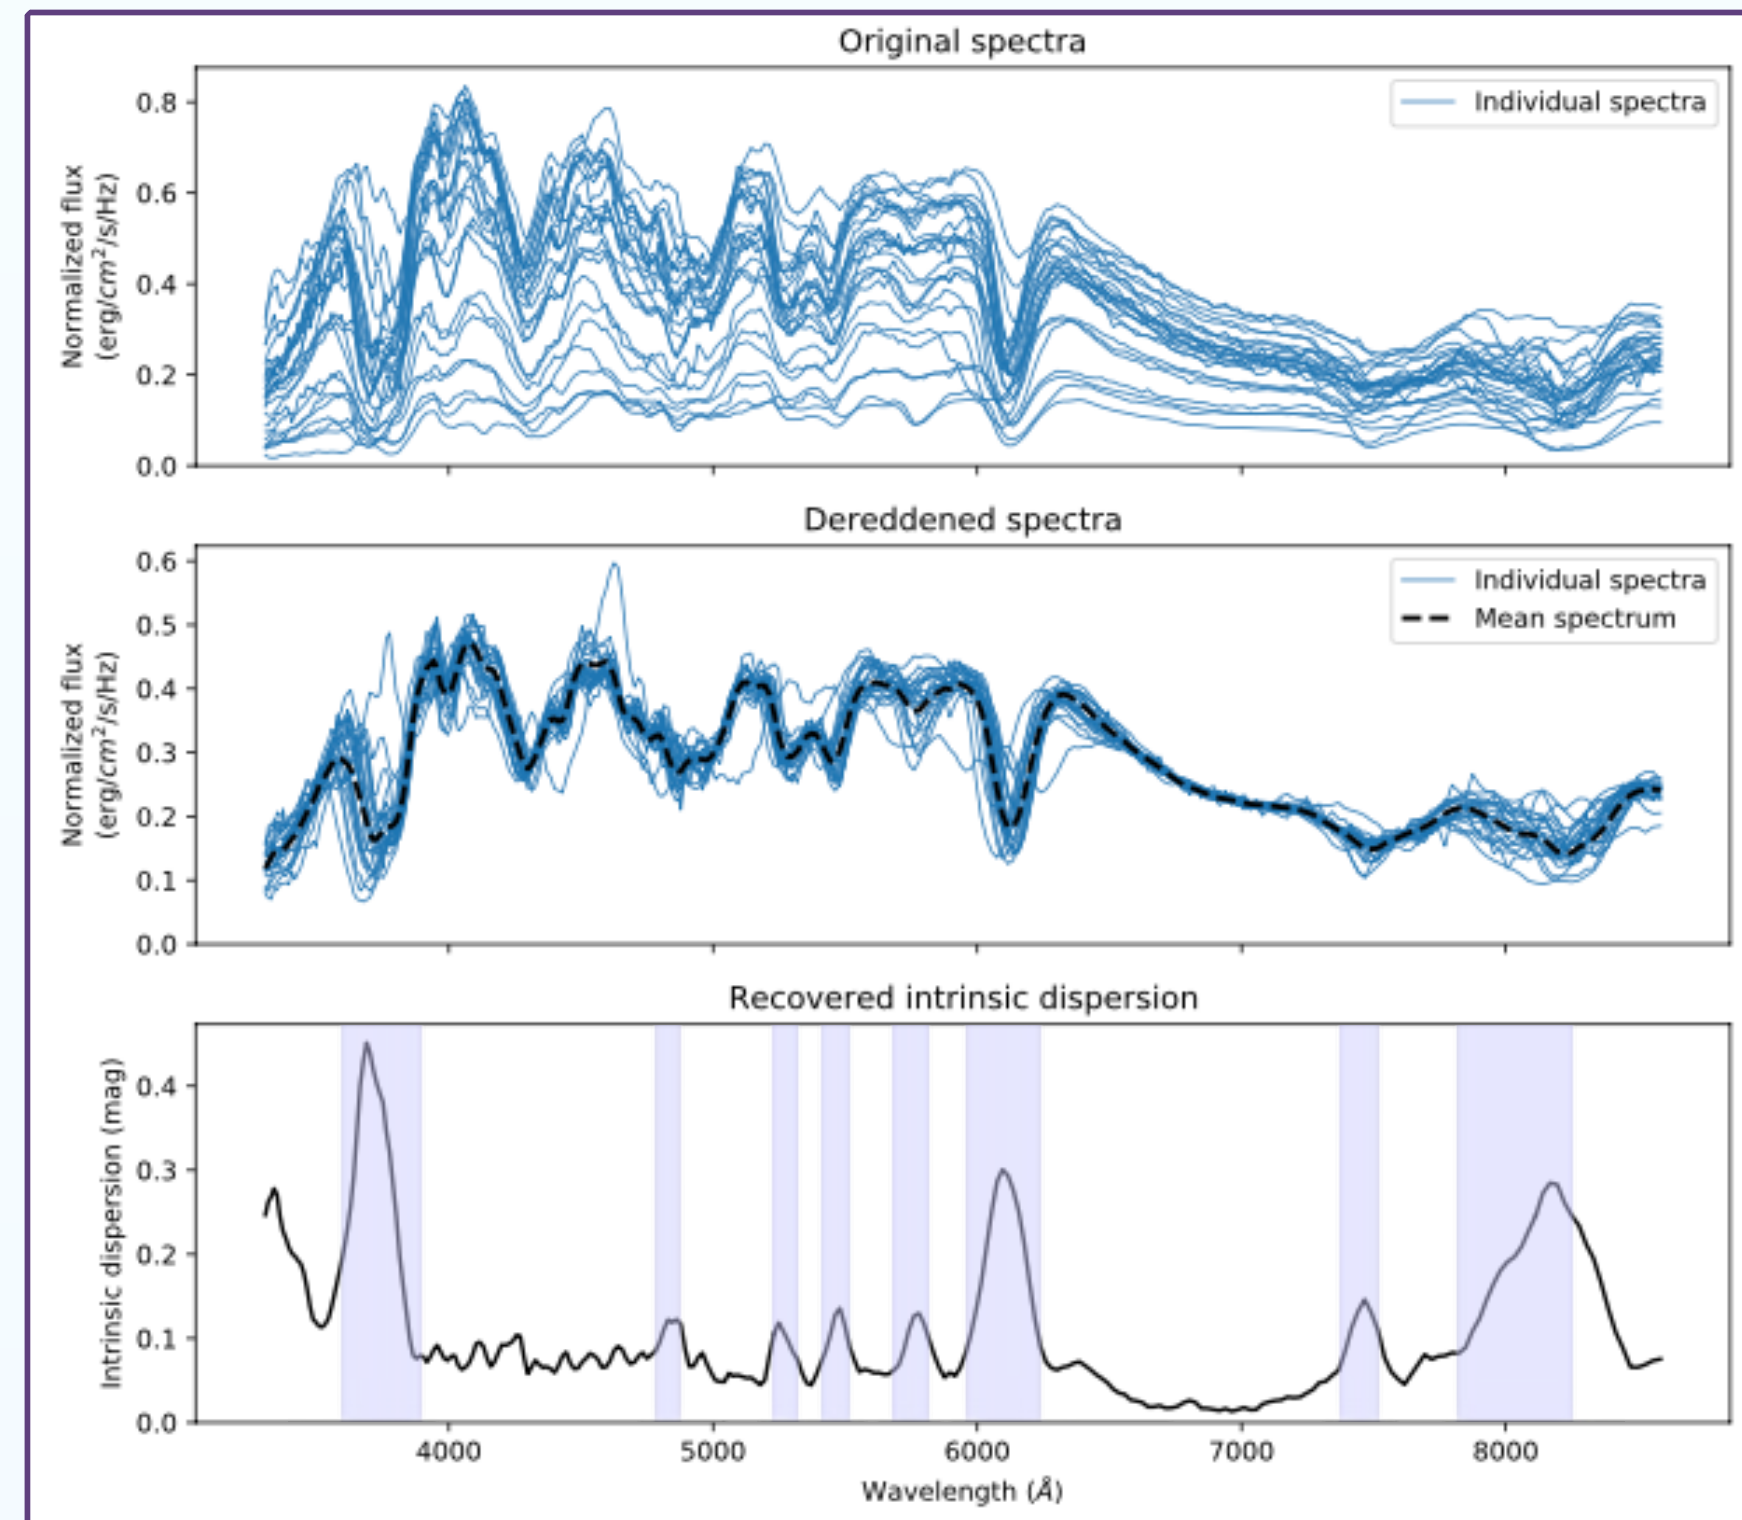 Original spectra
Individual spectra
Normalized flux
(erg/cm²/s/Hz)
0.8
0.6
0.4
0.2
0.0
Dereddened spectra
Individual spectra
Mean spectrum
Normalized flux
(erg/cm²/s/Hz)
0.6
0.5
0.4
0.3
0.2
0.1
0.0
Recovered intrinsic dispersion
Intrinsic dispersion (mag)
0.4
0.3
0.2
0.1
0.0
4000 5000 6000 7000 8000
Wavelength (Å)